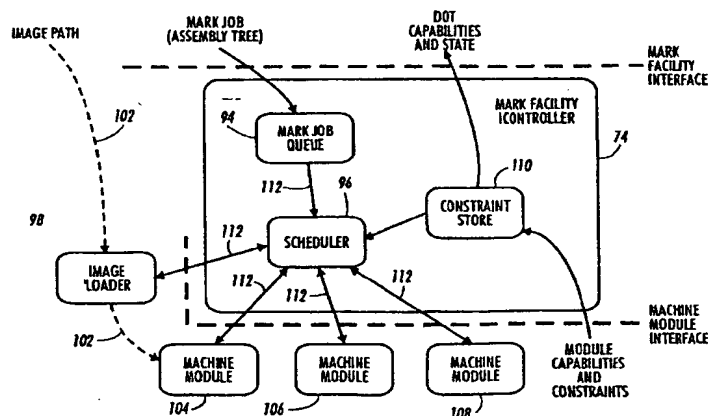 IMAGE PATH
MARK JOB
(ASSEMBLY TREE)
DOT
CAPABILITIES
AND STATE
MARK
FACILITY
INTERFACE
102
94
MARK JOB
QUEUE
MARK FACILITY
ICONTROLLER
74
112
96
110
CONSTRAINT
STORE
98
112
SCHEDULER
IMAGE
'LOADER
112
112
112
102
MACHINE
MODULE
INTERFACE
MACHINE
MODULE
104
MACHINE
MODULE
106
MACHINE
MODULE
108
MODULE
CAPABILITIES
AND
CONSTRAINTS